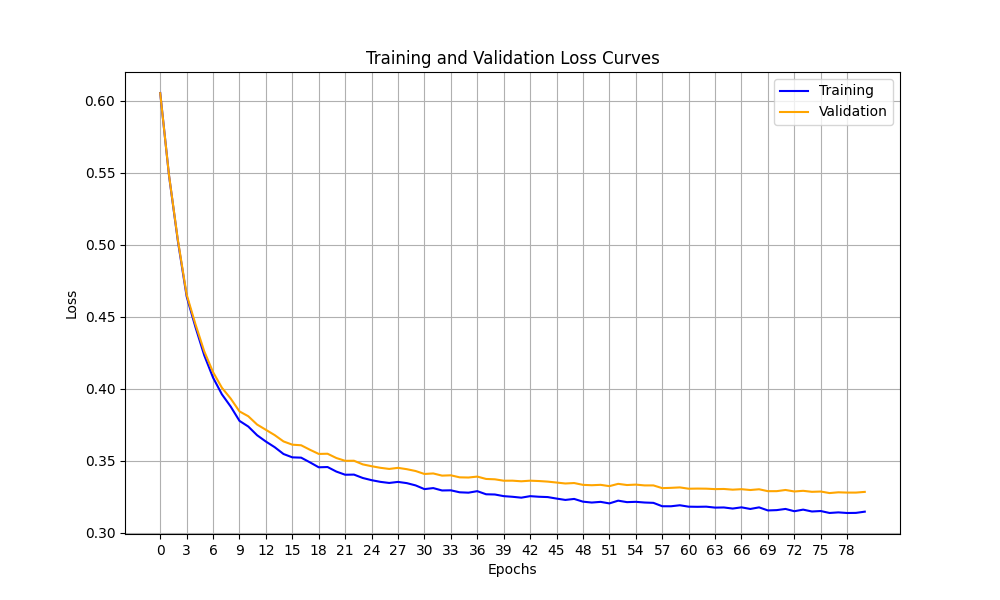 Training and Validation Loss Curves
Training
Validation
0.60
0.55
0.50
0.45
0.40
0.35
0.30
Loss
0 3 6 9 12 15 18 21 24 27 30 33 36 39 42 45 48 51 54 57 60 63 66 69 72 75 78
Epochs